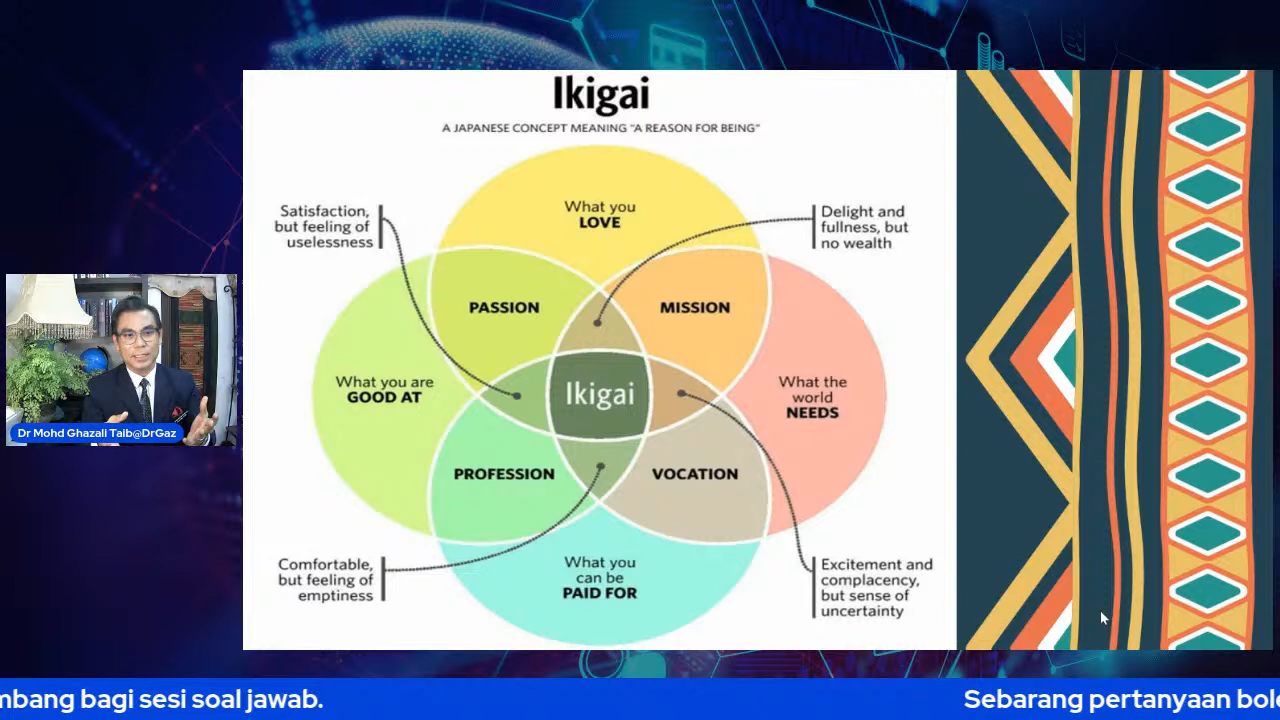 Ikigai
A JAPANESE CONCEPT MEANING "A REASON FOR BEING"
What you
LOVE
Satisfaction,
but feeling of
uselessness
Delight and
fullness, but
no wealth
PASSION
MISSION
What you are
GOOD AT
Ikigai
What the
world
NEEDS
PROFESSION
VOCATION
Comfortable,
but feeling of
emptiness
What you
can be
PAID FOR
Excitement and
complacency,
but sense of
uncertainty
Dr Mohd Ghazali Taib@DrGaz
bagi sesi soal jawab.
Sebarang pertanyaan